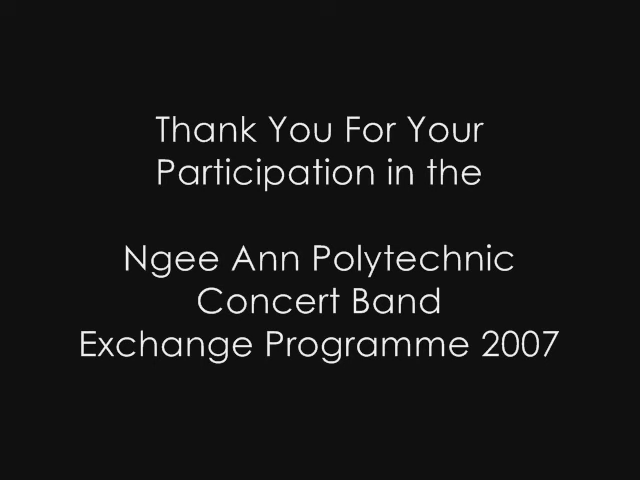 Thank You For Your
Participation in the
Ngee Ann Polytechnic
Concert Band
Exchange Programme 2007